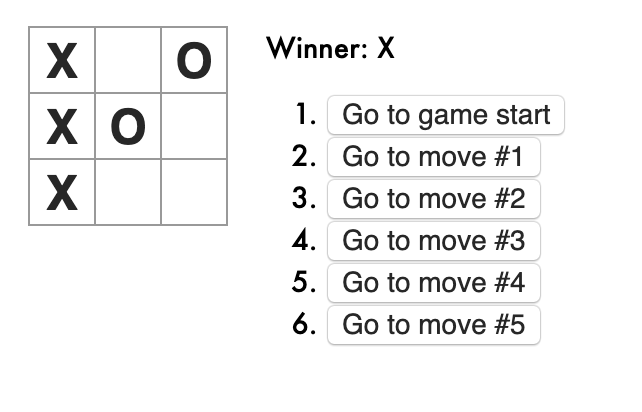 X O
X O
X
Winner: X
1. Go to game start
2. Go to move #1
3. Go to move #2
4. Go to move #3
5. Go to move #4
6. Go to move #5